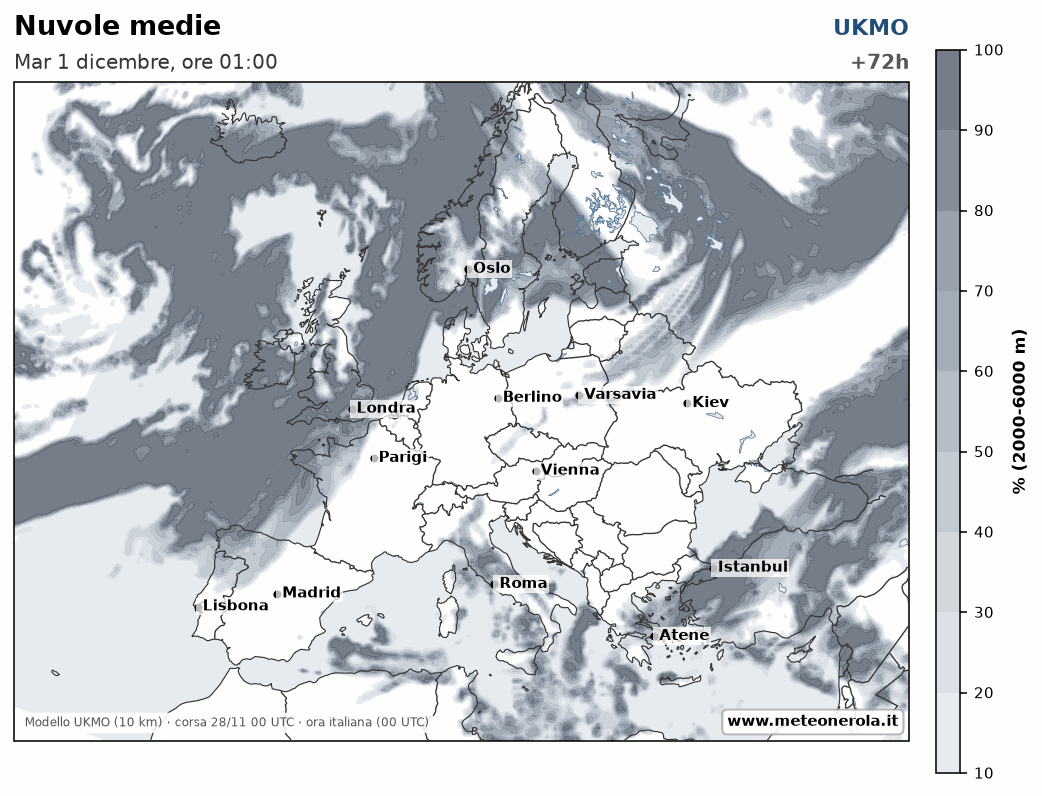 Nuvole medie
UKMO
Mar 1 dicembre, ore 01:00
+72h
100
90
80
70
60
50
40
30
20
10
% (2000-6000 m)
Oslo
Berlino
Varsavia
Kiev
Londra
Parigi
Vienna
Istanbul
Roma
Madrid
Lisbona
Atene
Modello UKMO (10 km) · corsa 28/11 00 UTC · ora italiana (00 UTC)
www.meteonerola.it